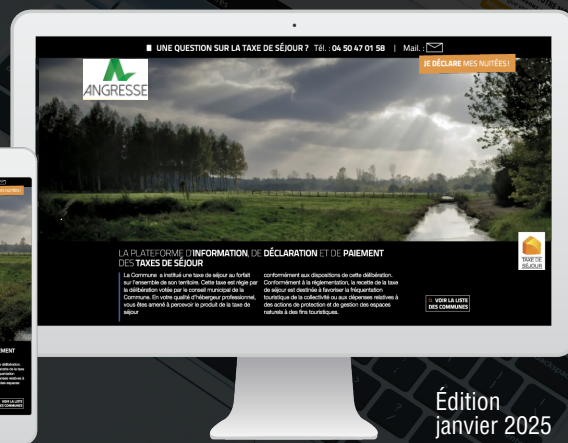 UNE QUESTION SUR LA TAXE DE SÉJOUR ? Tél. : 04 50 47 01 58 | Mail. :
JE DÉCLARE MES NUITÉES !
ANGRESSE
LA PLATEFORME D'INFORMATION, DE DÉCLARATION ET DE PAIEMENT
DES TAXES DE SÉJOUR
La Commune a institué une taxe de séjour au forfait
sur l'ensemble de son territoire. Cette taxe est régie par
la délibération votée par le conseil municipal de la
Commune. En votre qualité d'hébergeur professionnel,
vous êtes amené à percevoir le produit de la taxe de
séjour
conformément aux dispositions de cette délibération.
Conformément à la réglementation, la recette de la taxe
de séjour est destinée à favoriser la fréquentation
touristique de la collectivité ou aux dépenses relatives à
des actions de protection et de gestion des espaces
naturels à des fins touristiques.
TAXE DE
SÉJOUR
VOIR LA LISTE
DES COMMUNES
Édition
janvier 2025